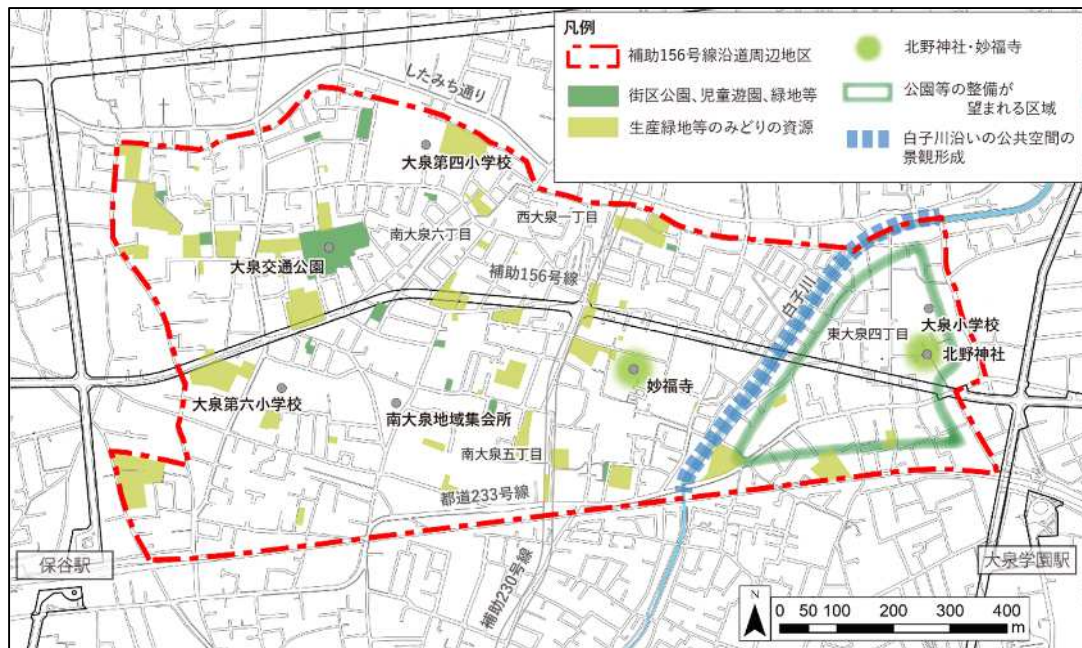 凡例
補助156号線沿道周辺地区
街区公園、児童遊園、緑地等
生産緑地等のみどりの資源
北野神社・妙福寺
公園等の整備が
望まれる区域
白子川沿いの公共空間の
景観形成
したみち通り
大泉第四小学校
西大泉一丁目
南大泉六丁目
大泉交通公園
補助156号線
白子川
大泉小学校
東大泉四丁目
北野神社
妙福寺
大泉第六小学校
南大泉地域集会所
南大泉五丁目
都道233号線
保谷駅
補助230号線
大泉学園駅
N
0 50 100 200 300 400
m